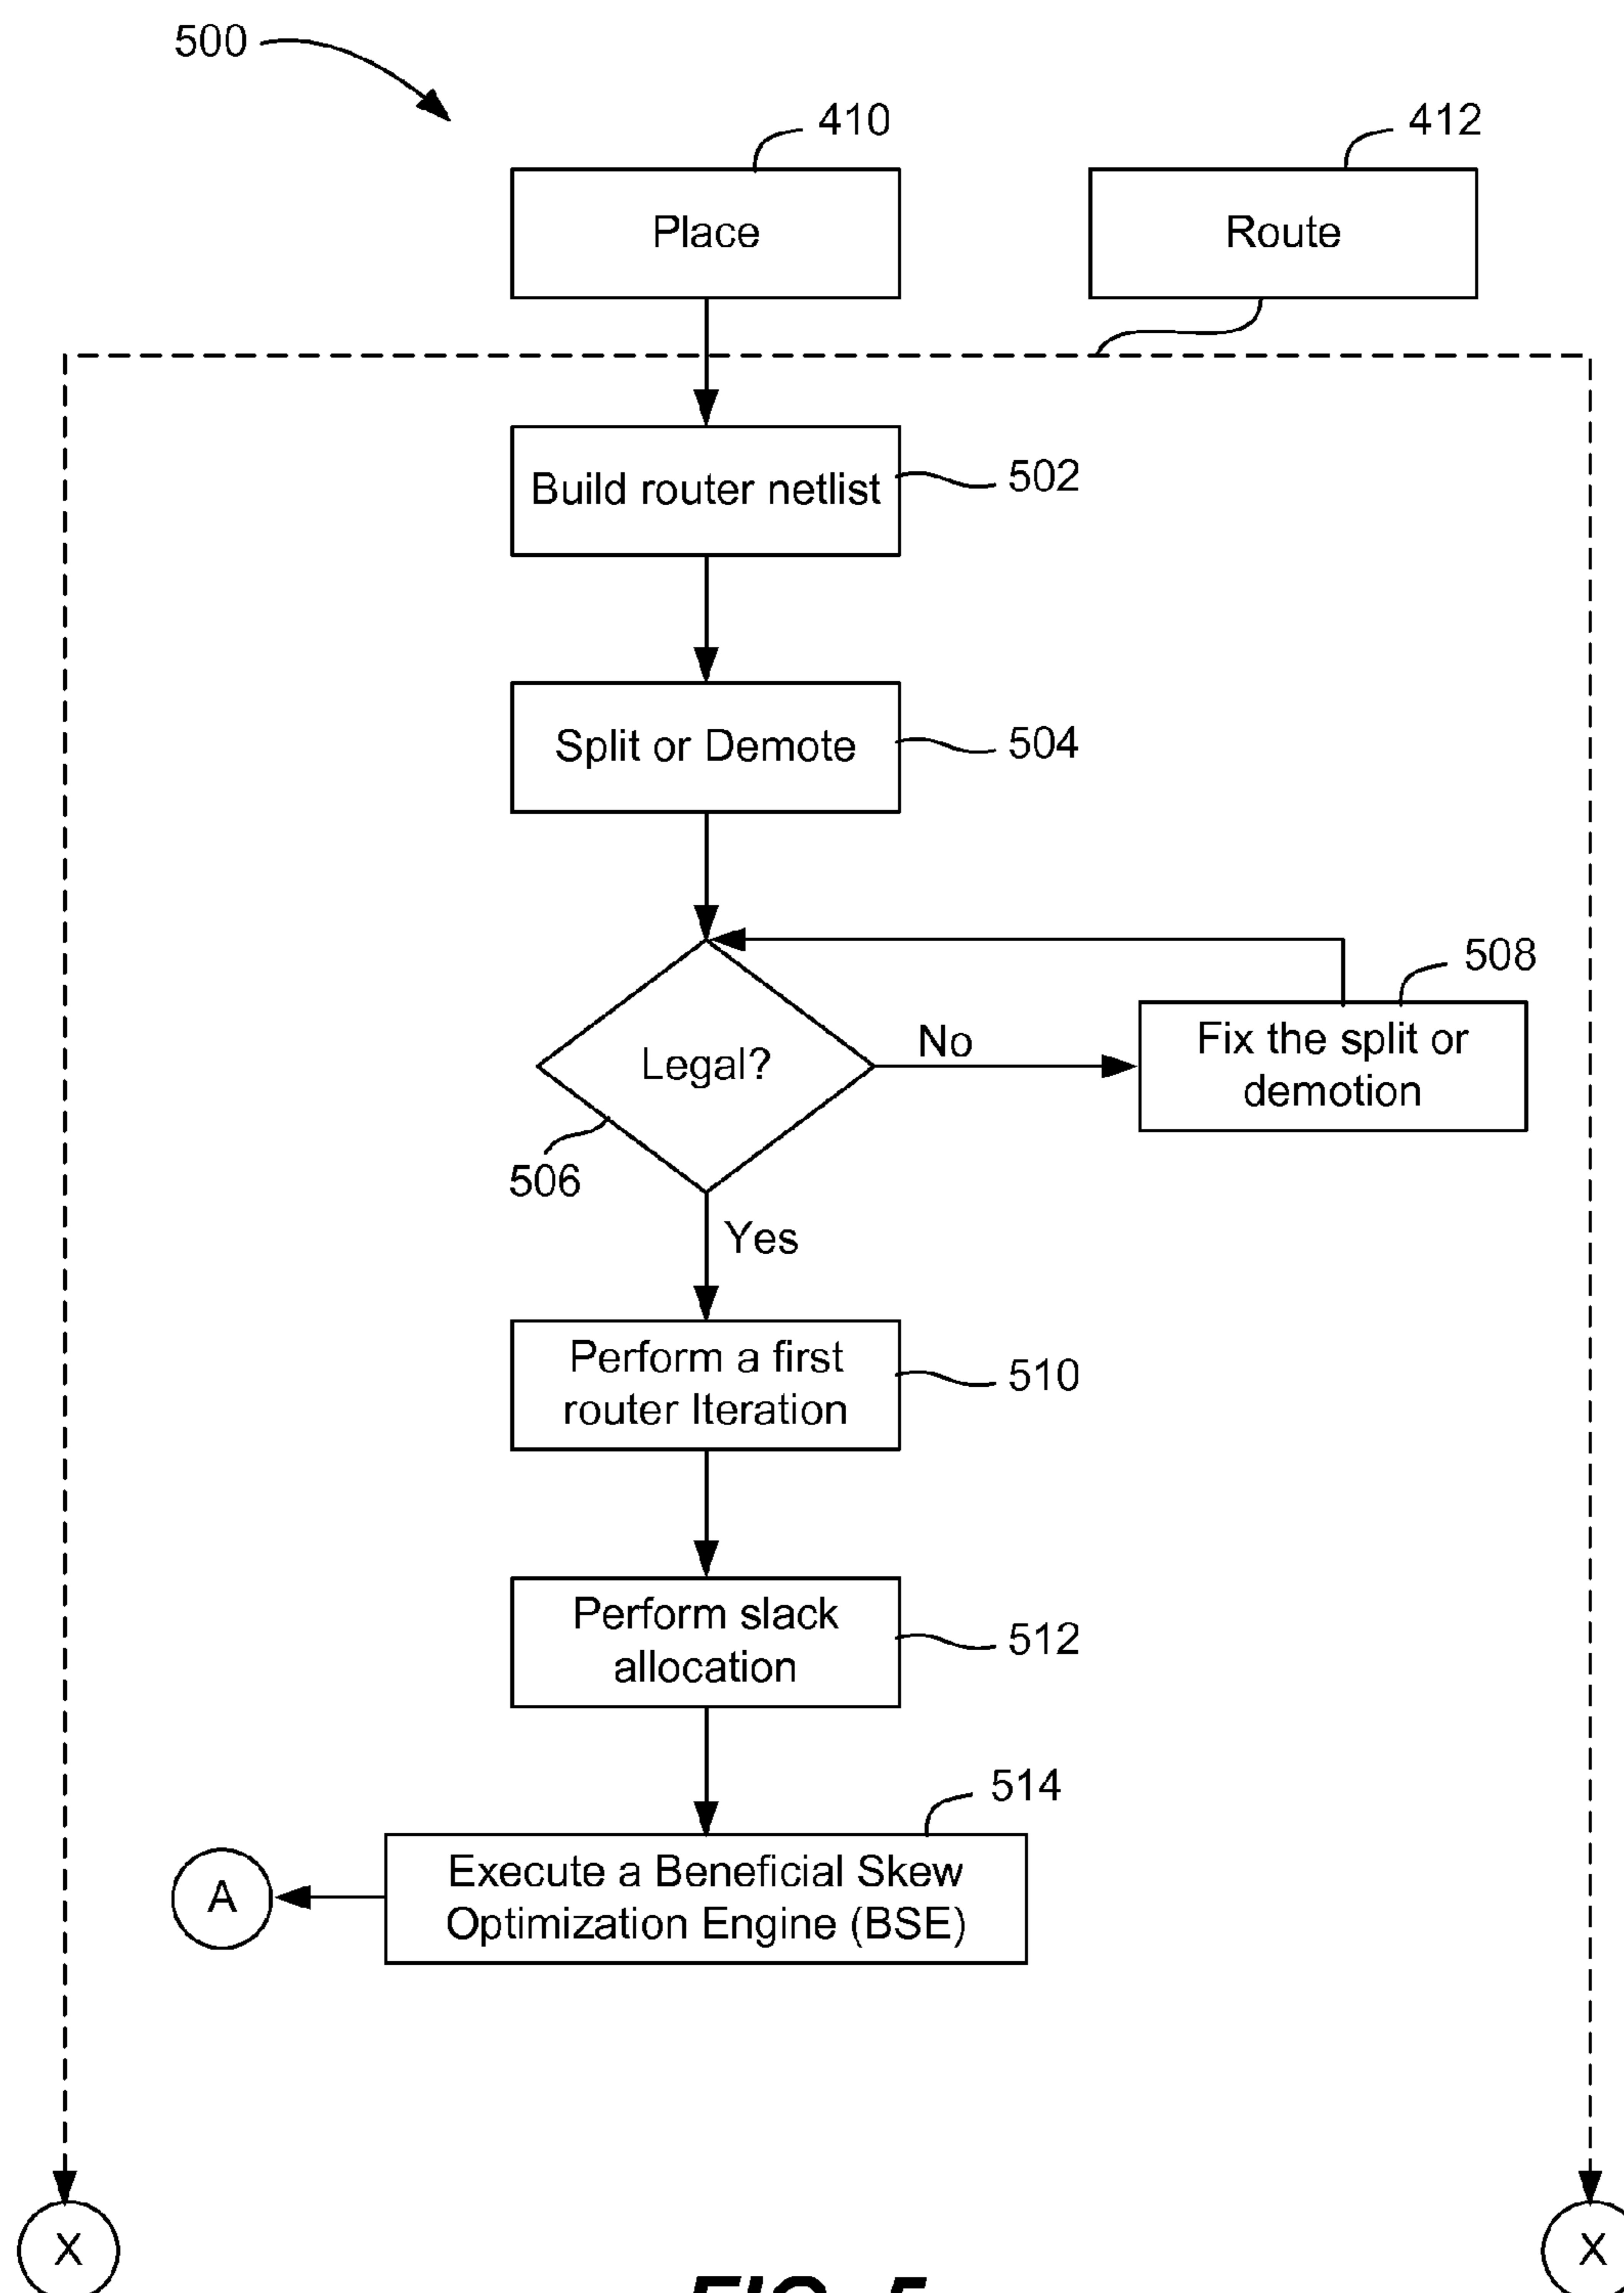 500
410
412
Place
Route
Build router netlist
502
Split or Demote
504
Legal?
No
508
Fix the split or
demotion
506
Yes
Perform a first
router Iteration
510
Perform slack
allocation
512
514
Execute a Beneficial Skew
Optimization Engine (BSE)
A
X
X